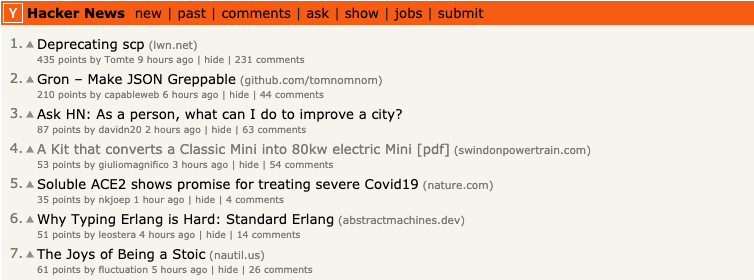 Y Hacker News new | past | comments | ask | show | jobs | submit
1. Deprecating scp (lwn.net)
435 points by Tomte 9 hours ago | hide | 231 comments
2. Gron – Make JSON Greppable (github.com/tomnomnom)
210 points by capableweb 6 hours ago | hide | 44 comments
3. Ask HN: As a person, what can I do to improve a city?
87 points by davidn20 2 hours ago | hide | 63 comments
4. A Kit that converts a Classic Mini into 80kw electric Mini [pdf] (swindonpowertrain.com)
53 points by giuliomagnifico 3 hours ago | hide | 54 comments
5. Soluble ACE2 shows promise for treating severe Covid19 (nature.com)
35 points by nkjoep 1 hour ago | hide | 4 comments
6. Why Typing Erlang is Hard: Standard Erlang (abstractmachines.dev)
51 points by leostera 4 hours ago | hide | 14 comments
7. The Joys of Being a Stoic (nautil.us)
61 points by fluctuation 5 hours ago | hide | 26 comments